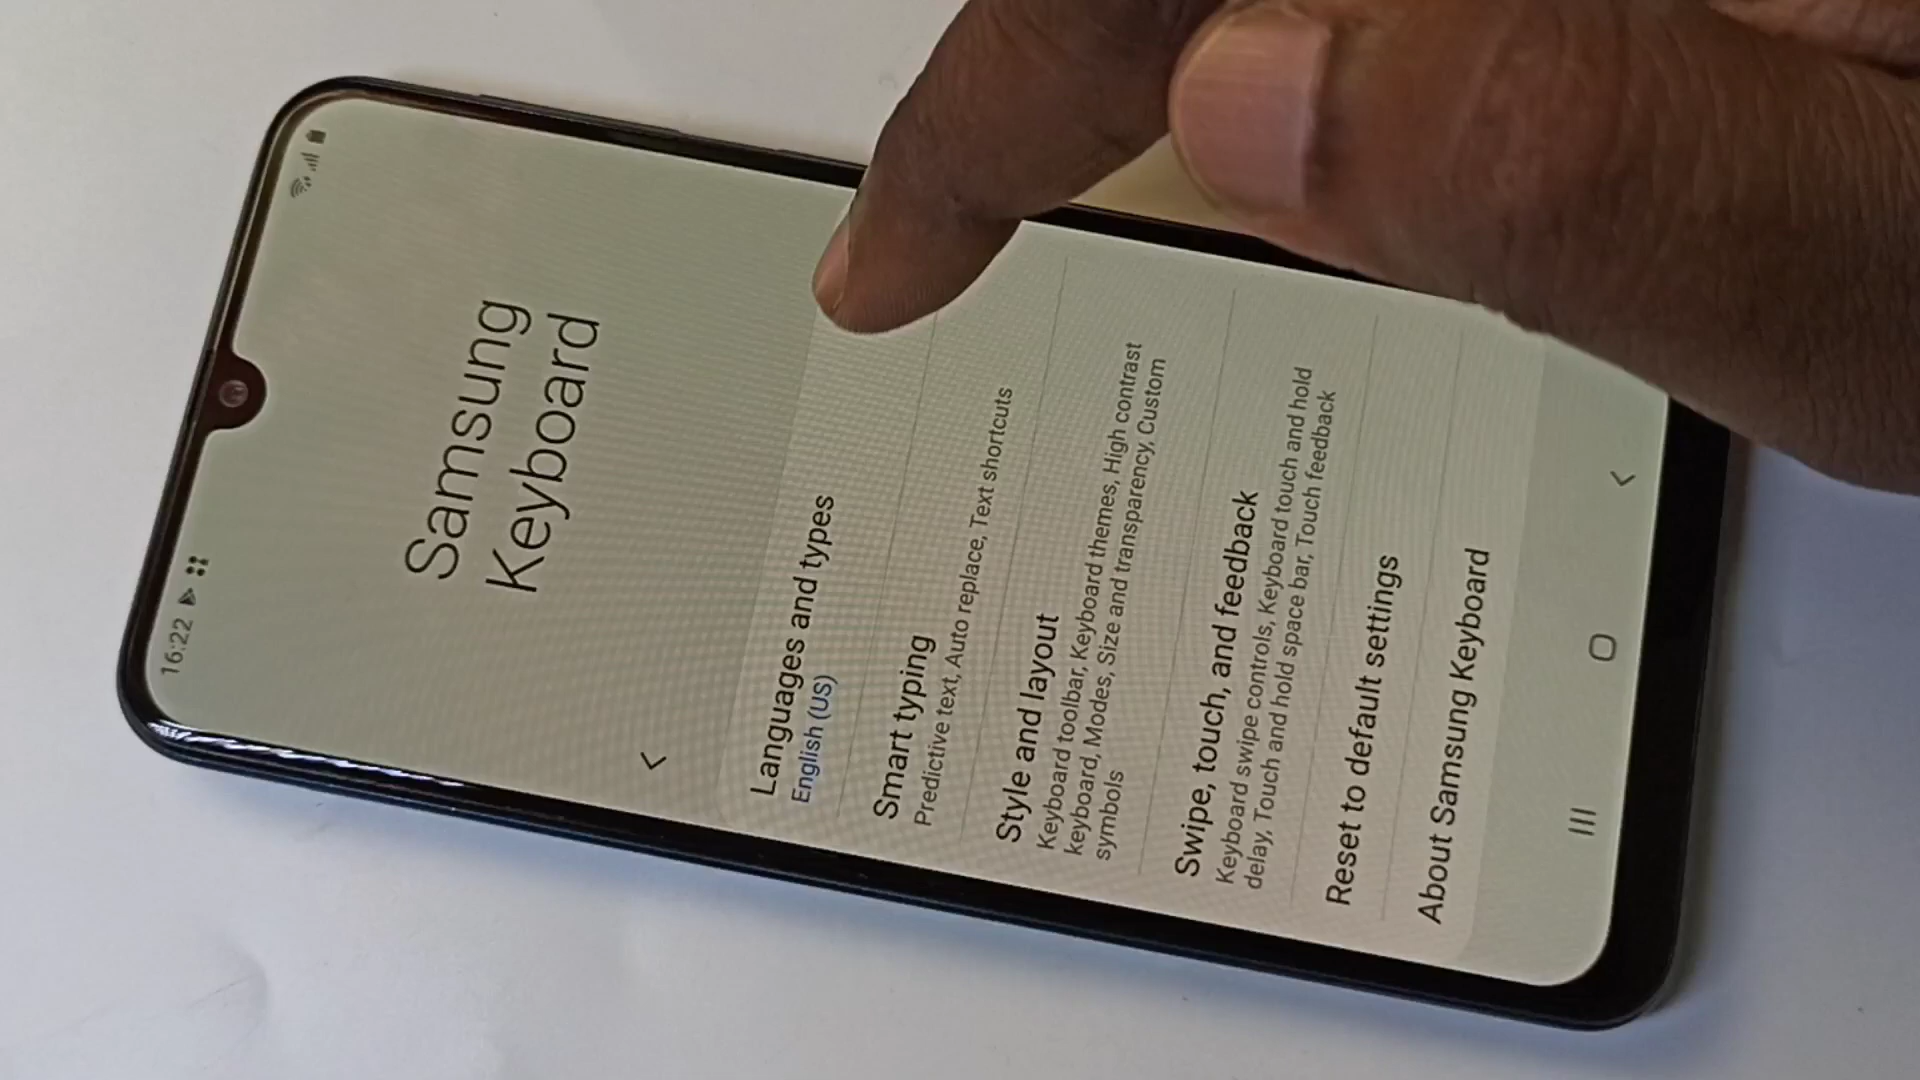 16:22
Samsung
Keyboard
Languages and types
English (US)
Smart typing
Predictive text, Auto replace, Text shortcuts
Style and layout
Keyboard toolbar, Keyboard themes, High contrast
keyboard, Modes, Size and transparency, Custom
symbols
Swipe, touch, and feedback
Keyboard swipe controls, Keyboard touch and hold
delay, Touch and hold space bar, Touch feedback
Reset to default settings
About Samsung Keyboard